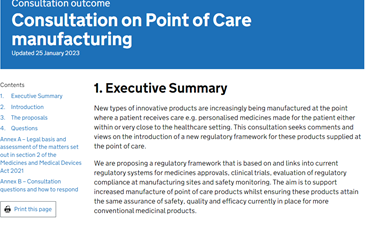 Consultation outcome
Consultation on Point of Care
manufacturing
Updated 25 January 2023
Contents
1. Executive Summary
2. Introduction
3. The proposals
4. Questions
Annex A – Legal basis and
assessment of the matters set
out in section 2 of the
Medicines and Medical Devices
Act 2021
Annex B – Consultation
questions and how to respond
Print this page
1. Executive Summary
New types of innovative products are increasingly being manufactured at the point
where a patient receives care e.g. personalised medicines made for the patient either
within or very close to the healthcare setting. This consultation seeks comments and
views on the introduction of a new regulatory framework for these products supplied at
the point of care.
We are proposing a regulatory framework that is based on and links into current
regulatory systems for medicines approvals, clinical trials, evaluation of regulatory
compliance at manufacturing sites and safety monitoring. The aim is to support
increased manufacture of point of care products whilst ensuring these products attain
the same assurance of safety, quality and efficacy currently in place for more
conventional medicinal products.